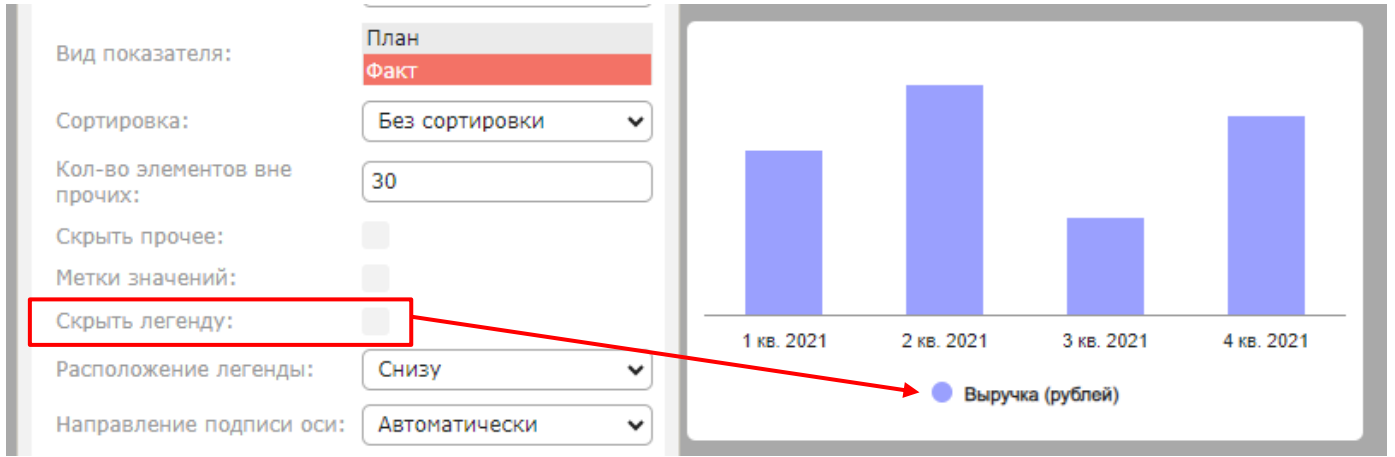 Вид показателя:
План
Факт
Сортировка:
Без сортировки
Кол-во элементов вне
прочих:
30
Скрыть прочее:
Метки значений:
Скрыть легенду:
Расположение легенды:
Снизу
Направление подписи оси:
Автоматически
1 кв. 2021
2 кв. 2021
3 кв. 2021
4 кв. 2021
Выручка (рублей)